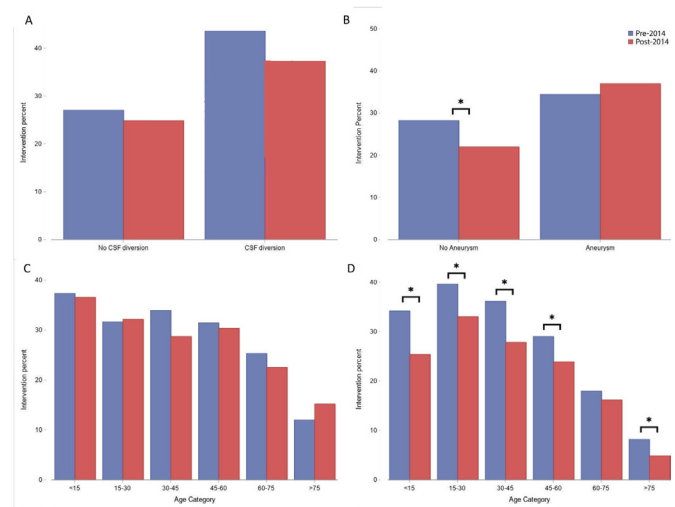 A
40
30
20
10
0
Intervention percent
No CSF diversion
CSF diversion
B
Pre-2014
Post-2014
50
40
30
20
10
0
Intervention Percent
*
No Aneurysm
Aneurysm
C
40
30
20
10
0
Intervention percent
<15 15-30 30-45 45-60 60-75 >75
Age Category
D
40
30
20
10
0
Intervention percent
* * * * *
<15 15-30 30-45 45-60 60-75 >75
Age Category